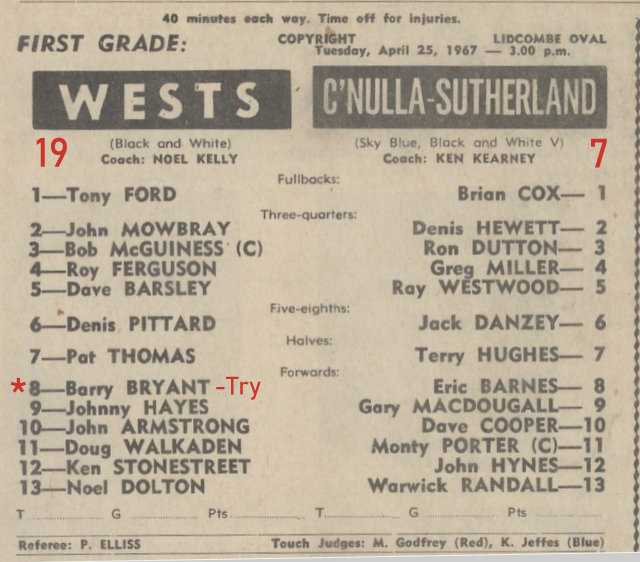 40 minutes each way. Time off for injuries.
FIRST GRADE:
COPYRIGHT
LIDCOMBE OVAL
Tuesday, April 25, 1967 — 3.00 p.m.
WESTS
C'NULLA-SUTHERLAND
19
(Black and White)
Coach: NOEL KELLY
(Sky Blue, Black and White V)
Coach: KEN KEARNEY
7
Fullbacks:
1—Tony FORD
Brian COX— 1
Three-quarters:
2—John MOWBRAY
Denis HEWETT— 2
3—Bob McGUINESS (C)
Ron DUTTON— 3
4—Roy FERGUSON
Greg MILLER— 4
5—Dave BARSLEY
Ray WESTWOOD— 5
Five-eighths:
6—Denis PITTARD
Jack DANZEY— 6
Halves:
7—Pat THOMAS
Terry HUGHES— 7
Forwards:
*8—Barry BRYANT -Try
Eric BARNES— 8
9—Johnny HAYES
Gary MACDOUGALL— 9
10—John ARMSTRONG
Dave COOPER—10
11—Doug WALKADEN
Monty PORTER (C)—11
12—Ken STONESTREET
John HYNES—12
13—Noel DOLTON
Warwick RANDALL—13
T ............ G ............ Pts ............ T ............ G ............ Pts ............
Referee: P. ELLISS
Touch Judges: M. Godfrey (Red), K. Jeffes (Blue)